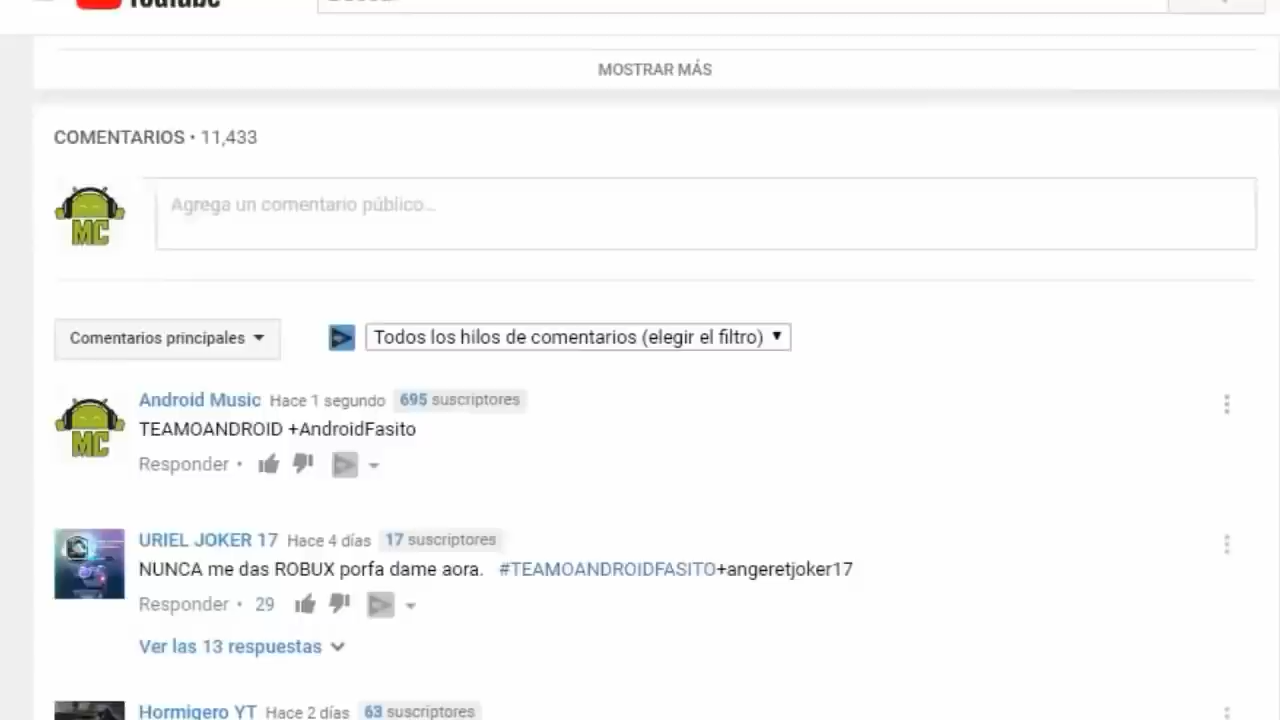 YouTube
MOSTRAR MÁS
COMENTARIOS • 11,433
MC
Agrega un comentario público...
Comentarios principales
Todos los hilos de comentarios (elegir el filtro)
Android Music Hace 1 segundo 695 suscriptores
MC
TEAMOANDROID +AndroidFasito
Responder •
URIEL JOKER 17 Hace 4 días 17 suscriptores
NUNCA me das ROBUX porfa dame aora. #TEAMOANDROIDFASITO+angeretjoker17
Responder • 29
Ver las 13 respuestas
Hormigero YT Hace 2 días 63 suscriptores